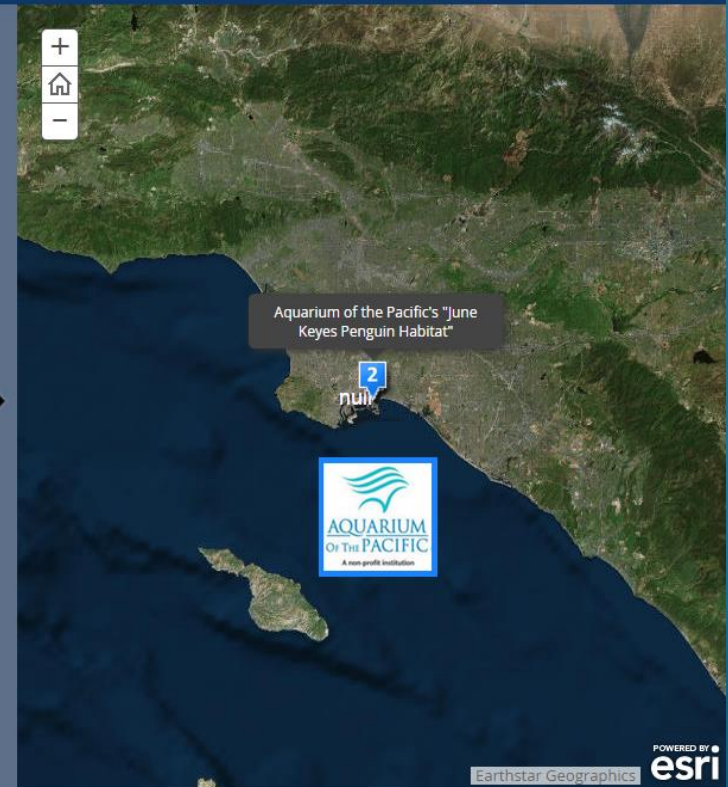 +
−
Aquarium of the Pacific's "June
Keyes Penguin Habitat"
2
AQUARIUM
OF THE PACIFIC
A non-profit institution
POWERED BY
esri
Earthstar Geographics